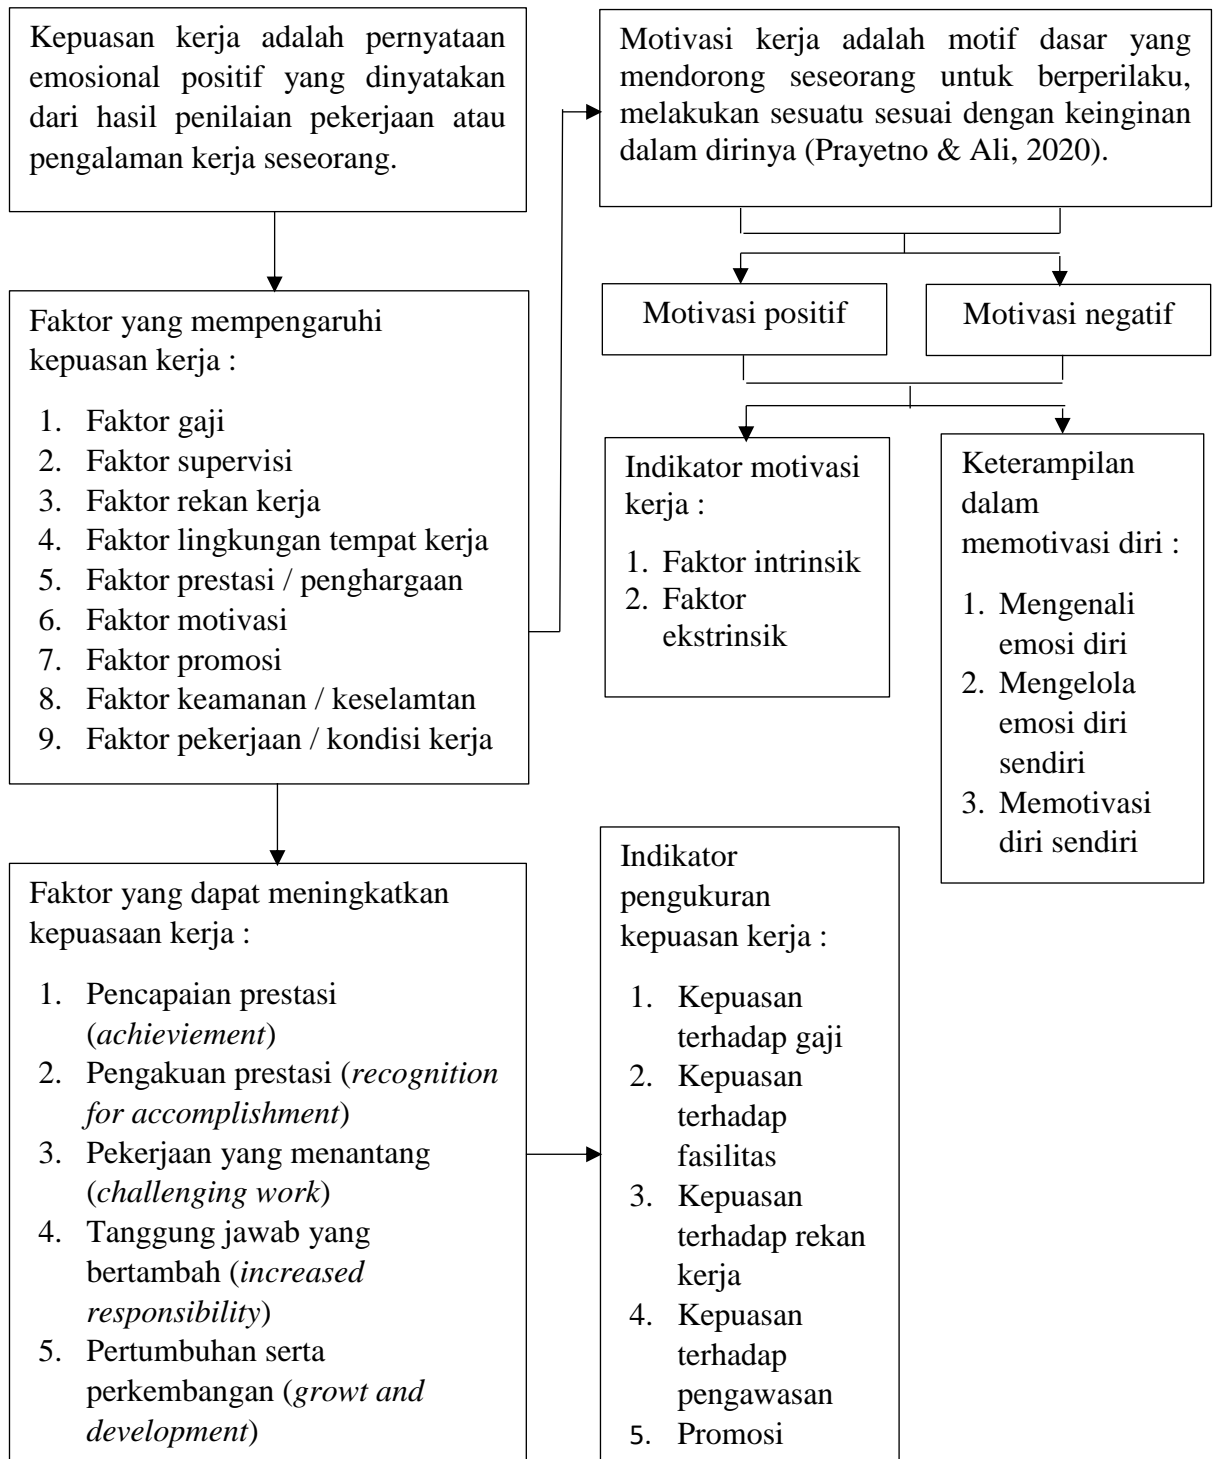 Kepuasan kerja adalah pernyataan
emosional positif yang dinyatakan
dari hasil penilaian pekerjaan atau
pengalaman kerja seseorang.
Motivasi kerja adalah motif dasar yang
mendorong seseorang untuk berperilaku,
melakukan sesuatu sesuai dengan keinginan
dalam dirinya (Prayetno & Ali, 2020).
Motivasi positif
Motivasi negatif
Faktor yang mempengaruhi
kepuasan kerja :
1. Faktor gaji
2. Faktor supervisi
3. Faktor rekan kerja
4. Faktor lingkungan tempat kerja
5. Faktor prestasi / penghargaan
6. Faktor motivasi
7. Faktor promosi
8. Faktor keamanan / keselamtan
9. Faktor pekerjaan / kondisi kerja
Indikator motivasi
kerja :
1. Faktor intrinsik
2. Faktor
ekstrinsik
Keterampilan
dalam
memotivasi diri :
1. Mengenali
emosi diri
2. Mengelola
emosi diri
sendiri
3. Memotivasi
diri sendiri
Faktor yang dapat meningkatkan
kepuasaan kerja :
1. Pencapaian prestasi
(achieviement)
2. Pengakuan prestasi (recognition
for accomplishment)
3. Pekerjaan yang menantang
(challenging work)
4. Tanggung jawab yang
bertambah (increased
responsibility)
5. Pertumbuhan serta
perkembangan (growt and
development)
Indikator
pengukuran
kepuasan kerja :
1. Kepuasan
terhadap gaji
2. Kepuasan
terhadap
fasilitas
3. Kepuasan
terhadap rekan
kerja
4. Kepuasan
terhadap
pengawasan
5. Promosi